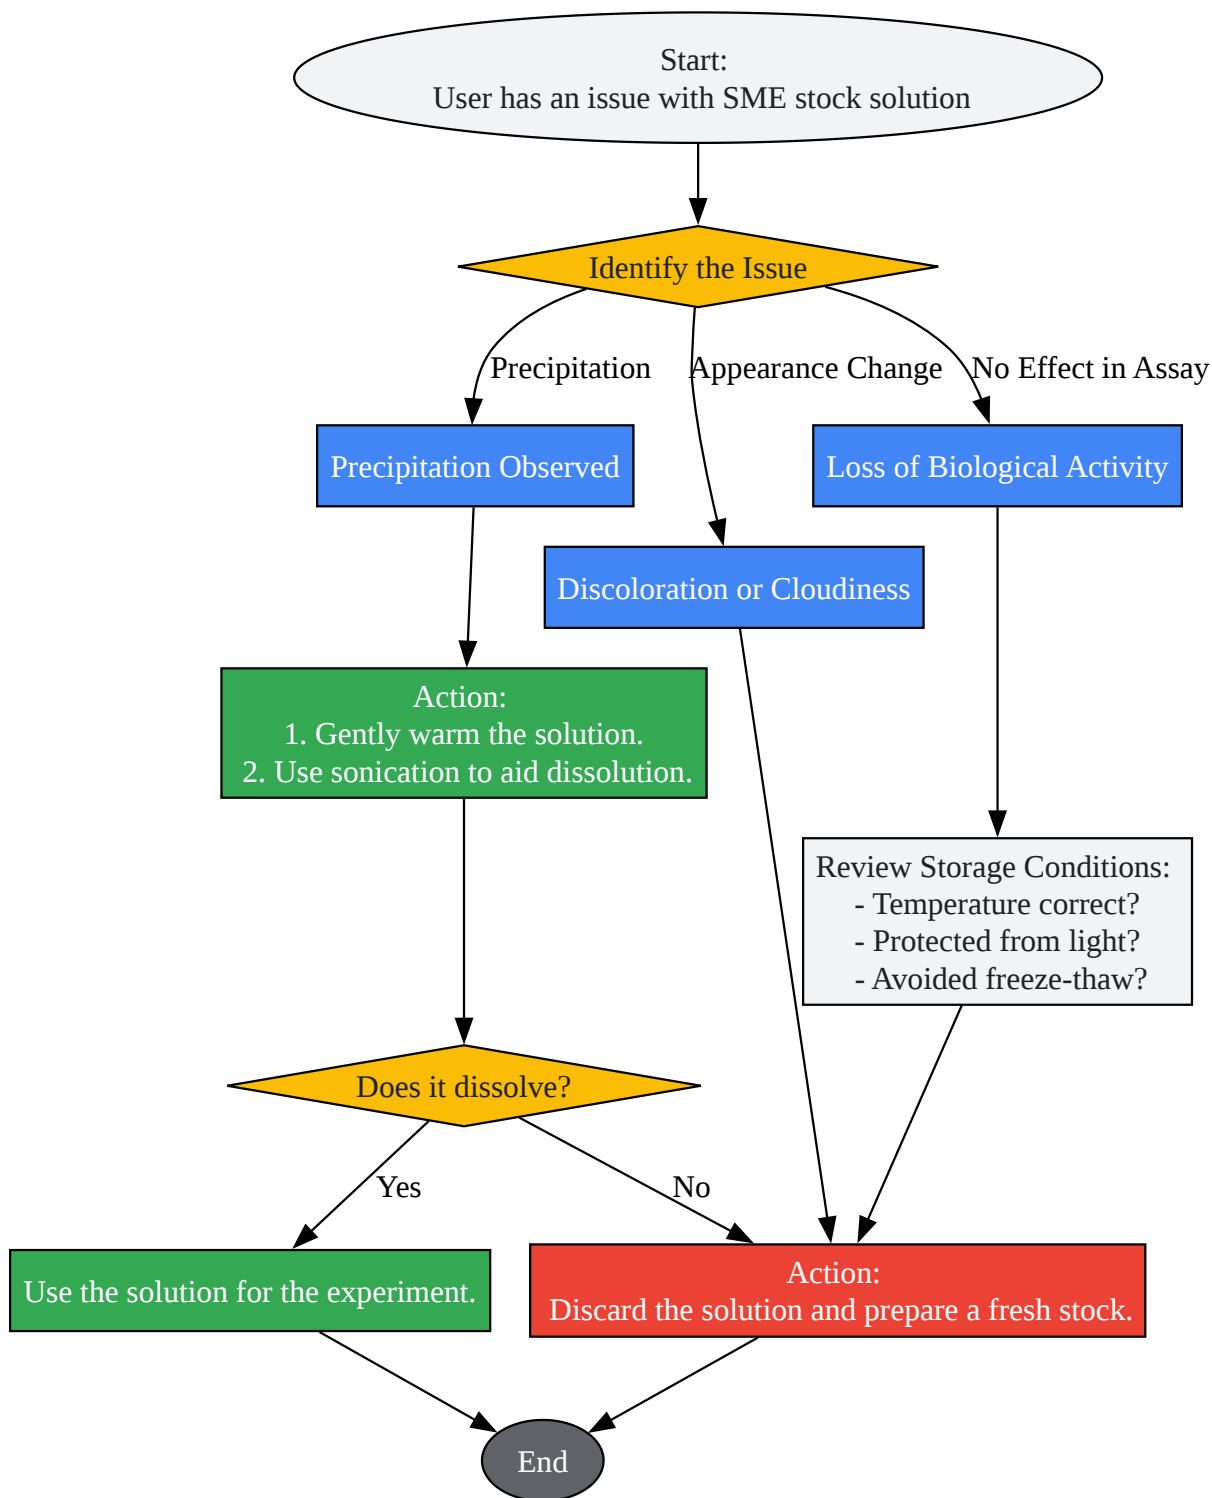 Start:
User has an issue with SME stock solution
Identify the Issue
Precipitation
Appearance Change
No Effect in Assay
Precipitation Observed
Loss of Biological Activity
Discoloration or Cloudiness
Action:
1. Gently warm the solution.
2. Use sonication to aid dissolution.
Review Storage Conditions:
- Temperature correct?
- Protected from light?
- Avoided freeze-thaw?
Does it dissolve?
Yes
No
Use the solution for the experiment.
Action:
Discard the solution and prepare a fresh stock.
End